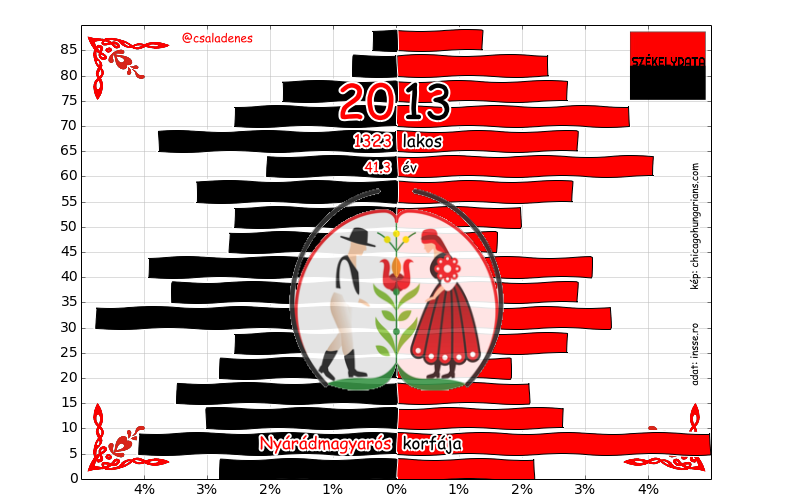 @csaladenes
SZÉKELYDATA
2013
1323 lakos
41,3 év
kép: chicagohungarians.com
adat: insse.ro
Nyárádmagyarós korfája
85
80
75
70
65
60
55
50
45
40
35
30
25
20
15
10
5
0
4% 3% 2% 1% 0% 1% 2% 3% 4%